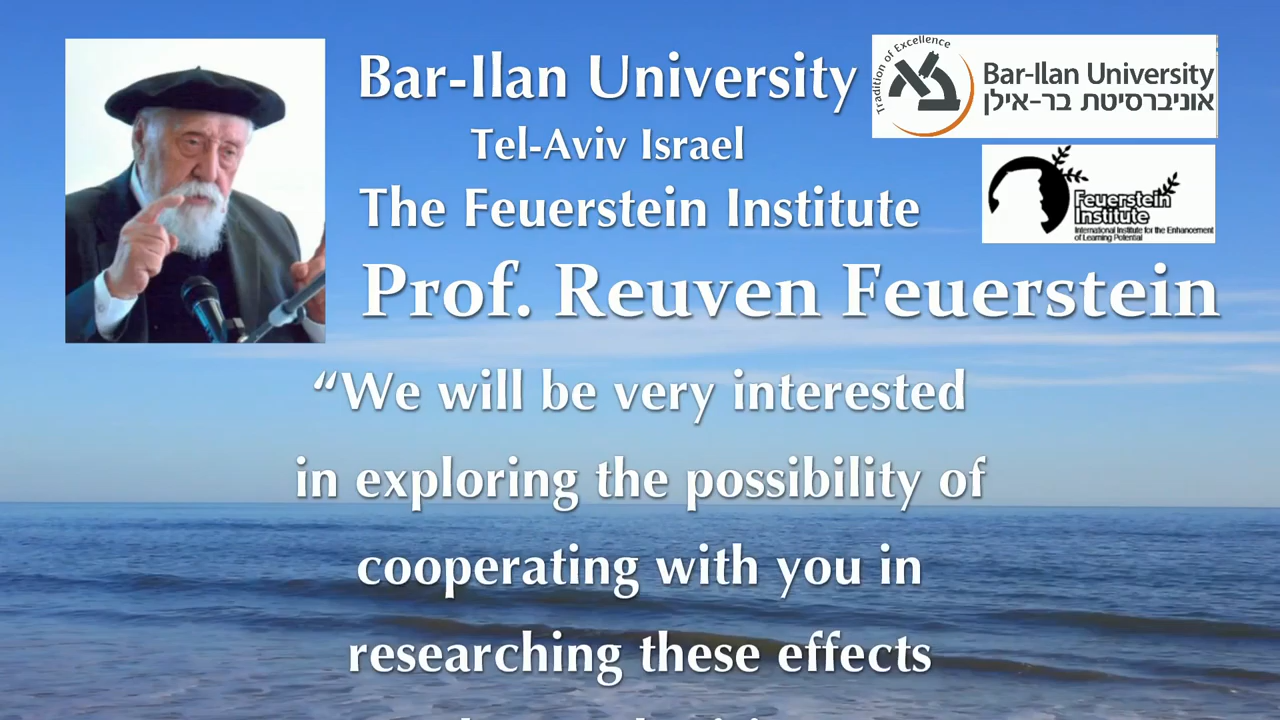 Bar-Ilan University
Tel-Aviv Israel
The Feuerstein Institute
Prof. Reuven Feuerstein
Tradition of Excellence
Bar-Ilan University
אוניברסיטת בר-אילן
Feuerstein
Institute
International Institute for the Enhancement
of Learning Potential
“We will be very interested
in exploring the possibility of
cooperating with you in
researching these effects